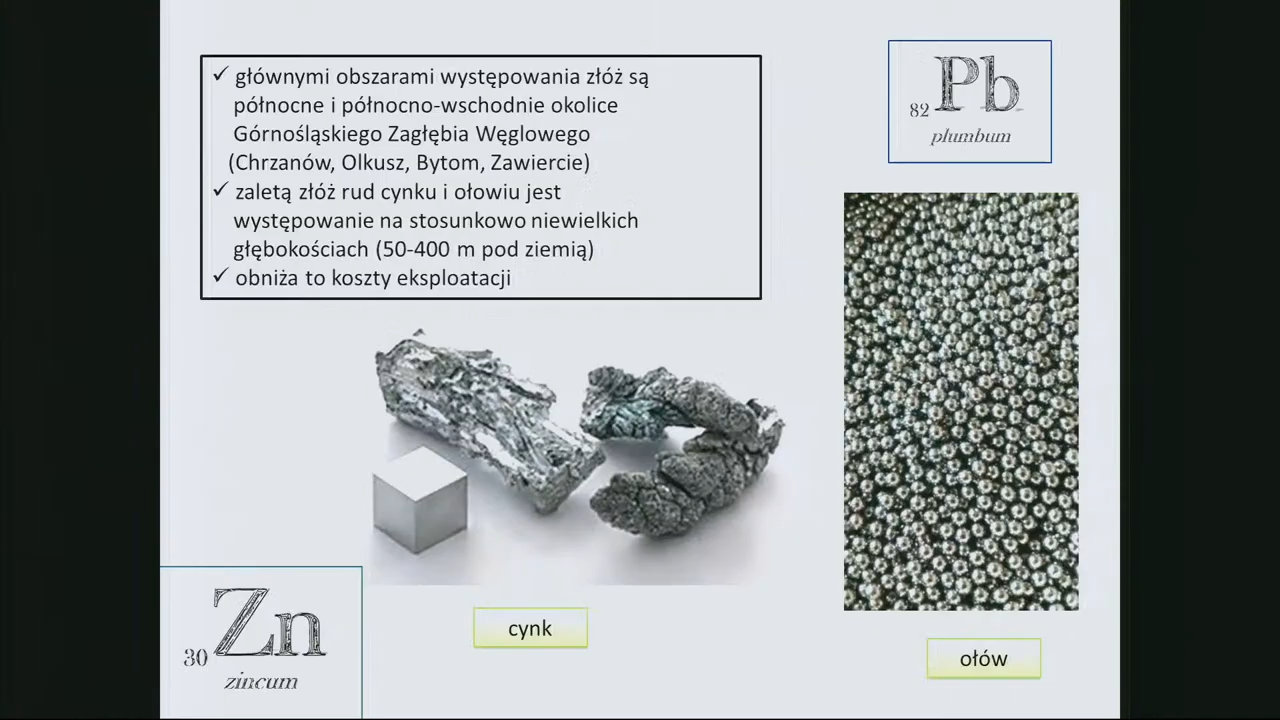 ✓ głównymi obszarami występowania złóż są
północne i północno-wschodnie okolice
Górnośląskiego Zagłębia Węglowego
(Chrzanów, Olkusz, Bytom, Zawiercie)
✓ zaletą złóż rud cynku i ołowiu jest
występowanie na stosunkowo niewielkich
głębokościach (50-400 m pod ziemią)
✓ obniża to koszty eksploatacji
82 Pb
plumbum
30 Zn
zincum
cynk
ołów